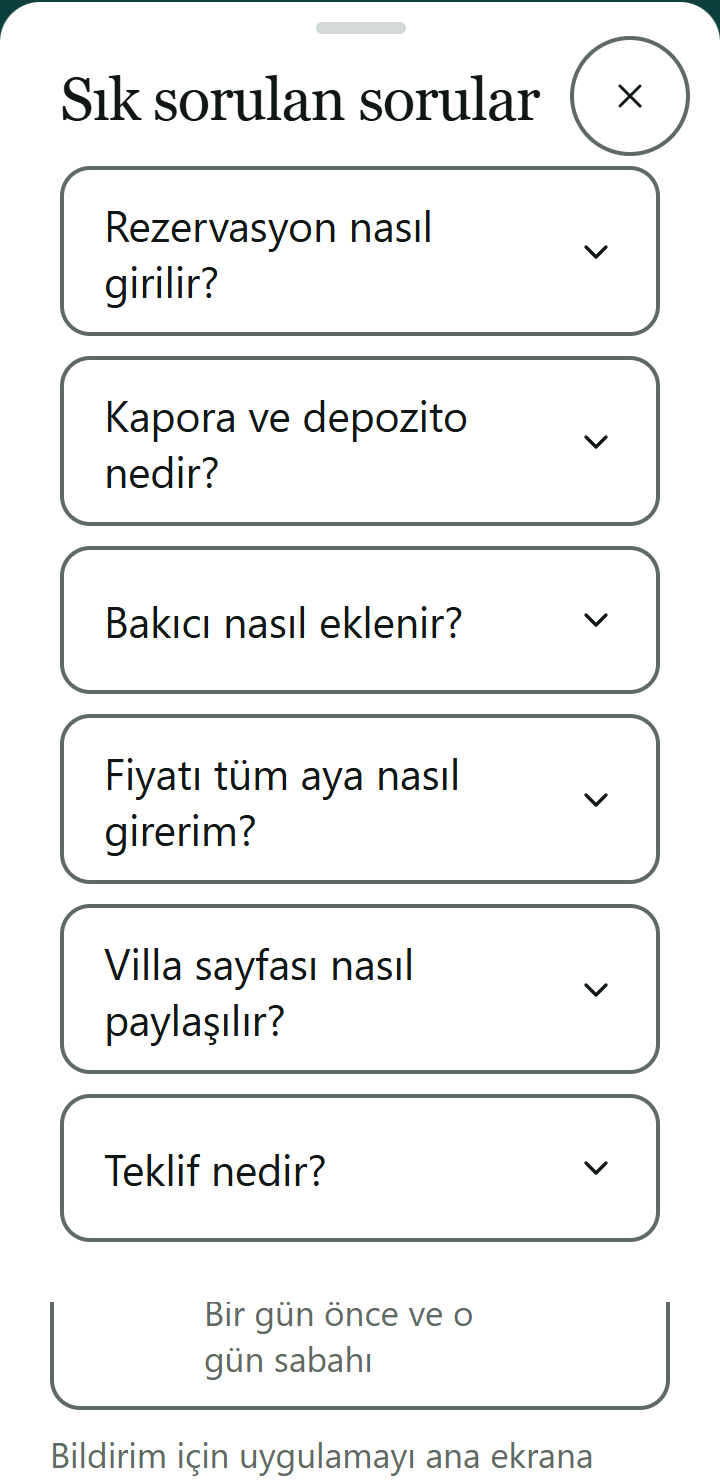 Sık sorulan sorular
Rezervasyon nasıl
girilir?
Kapora ve depozito
nedir?
Bakıcı nasıl eklenir?
Fiyatı tüm aya nasıl
girerim?
Villa sayfası nasıl
paylaşılır?
Teklif nedir?
Bir gün önce ve o
gün sabahı
Bildirim için uygulamayı ana ekrana